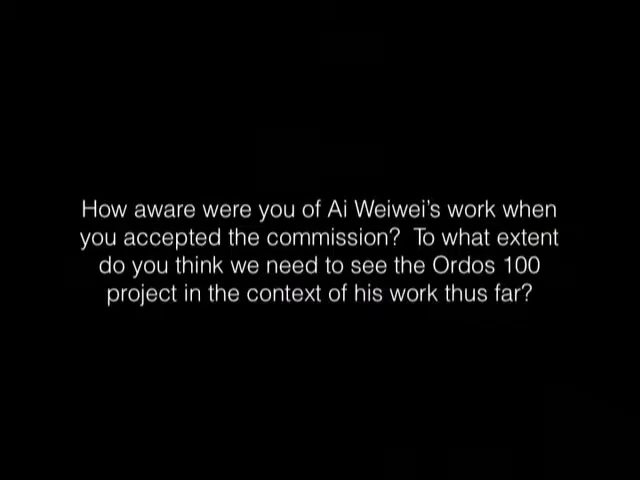 How aware were you of Ai Weiwei's work when
you accepted the commission?  To what extent
do you think we need to see the Ordos 100
project in the context of his work thus far?